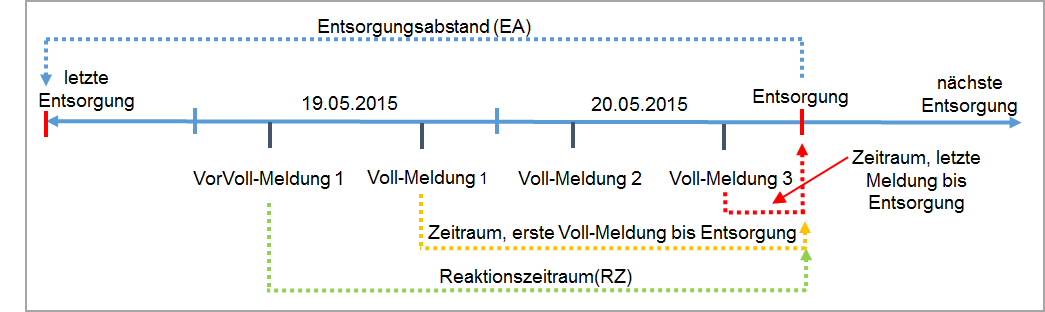 Entsorgungsabstand (EA)
letzte
Entsorgung
19.05.2015
20.05.2015
Entsorgung
nächste
Entsorgung
VorVoll-Meldung 1
Voll-Meldung 1
Voll-Meldung 2
Voll-Meldung 3
Zeitraum, letzte
Meldung bis
Entsorgung
Zeitraum, erste Voll-Meldung bis Entsorgung
Reaktionszeitraum(RZ)